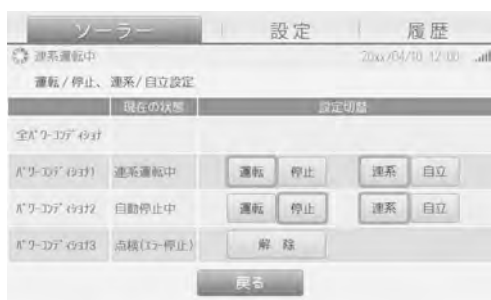 ソーラー 設定 履歴
連系運転中 20xx/04/10 12:00
運転/停止、連系/自立設定
現在の状態 設定切替
全ﾊﾟﾜｰｺﾝﾃﾞｨｼｮﾅ
ﾊﾟﾜｰｺﾝﾃﾞｨｼｮﾅ1 連系運転中 運転 停止 連系 自立
ﾊﾟﾜｰｺﾝﾃﾞｨｼｮﾅ2 自動停止中 運転 停止 連系 自立
ﾊﾟﾜｰｺﾝﾃﾞｨｼｮﾅ3 点検(ｴﾗｰ停止) 解 除
戻る